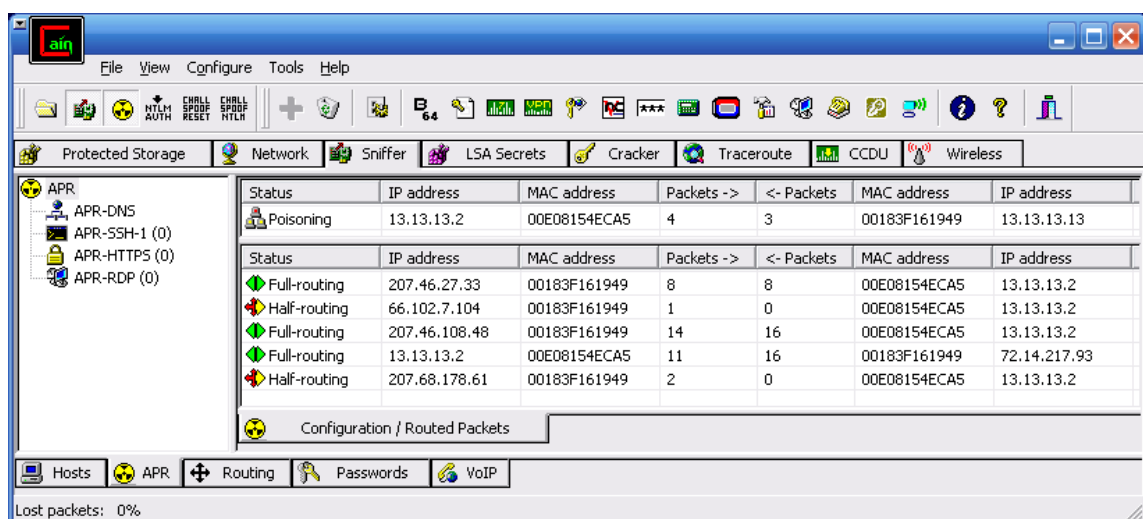 Cain
File View Configure Tools Help
NTLM AUTH CHALL SPOOF RESET CHALL SPOOF NTLM B64 VPN ***
Protected Storage Network Sniffer LSA Secrets Cracker Traceroute CCDU Wireless
APR
APR-DNS
APR-SSH-1 (0)
APR-HTTPS (0)
APR-RDP (0)
Status IP address MAC address Packets -> <- Packets MAC address IP address
Poisoning 13.13.13.2 00E08154ECA5 4 3 00183F161949 13.13.13.13
Status IP address MAC address Packets -> <- Packets MAC address IP address
Full-routing 207.46.27.33 00183F161949 8 8 00E08154ECA5 13.13.13.2
Half-routing 66.102.7.104 00183F161949 1 0 00E08154ECA5 13.13.13.2
Full-routing 207.46.108.48 00183F161949 14 16 00E08154ECA5 13.13.13.2
Full-routing 13.13.13.2 00E08154ECA5 11 16 00183F161949 72.14.217.93
Half-routing 207.68.178.61 00183F161949 2 0 00E08154ECA5 13.13.13.2
Configuration / Routed Packets
Hosts APR Routing Passwords VoIP
Lost packets: 0%